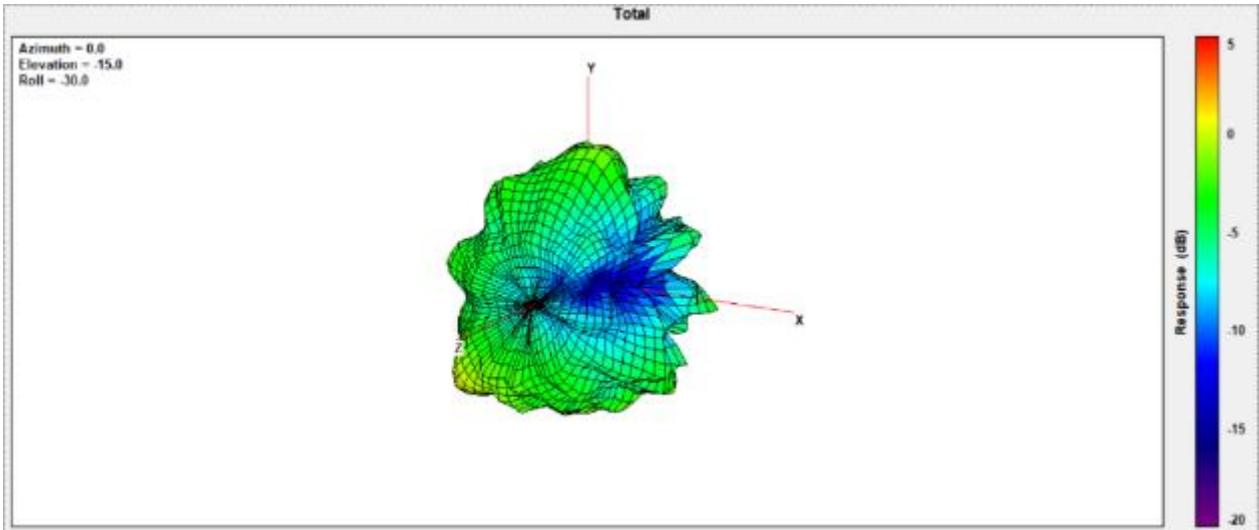 Total
Azimuth = 0.0
Elevation = -15.0
Roll = -30.0
Y
X
Z
5
0
-5
-10
-15
-20
Response (dB)